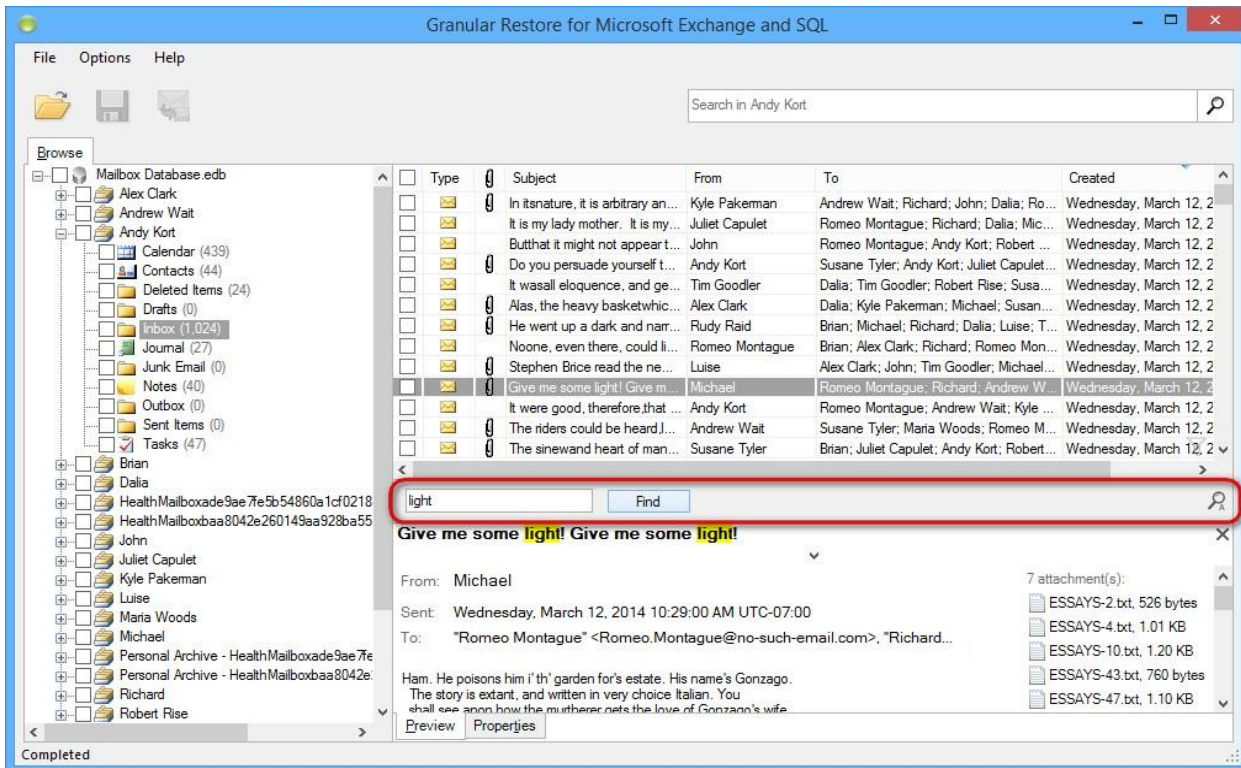 Granular Restore for Microsoft Exchange and SQL
File Options Help
Search in Andy Kort
Browse
Mailbox Database.edb
Alex Clark
Andrew Wait
Andy Kort
Calendar (439)
Contacts (44)
Deleted Items (24)
Drafts (0)
Inbox (1,024)
Journal (27)
Junk Email (0)
Notes (40)
Outbox (0)
Sent Items (0)
Tasks (47)
Brian
Dalia
HealthMailboxade9ae7fe5b54860a1cf0218
HealthMailboxbaa8042e260149aa928ba55
John
Juliet Capulet
Kyle Pakerman
Luise
Maria Woods
Michael
Personal Archive - HealthMailboxade9ae7fe
Personal Archive - HealthMailboxbaa8042e
Richard
Robert Rise
Type Subject From To Created
In itsnature, it is arbitrary an... Kyle Pakerman Andrew Wait; Richard; John; Dalia; Ro... Wednesday, March 12, 2
It is my lady mother. It is my... Juliet Capulet Romeo Montague; Richard; Dalia; Mic... Wednesday, March 12, 2
Butthat it might not appear t... John Romeo Montague; Andy Kort; Robert ... Wednesday, March 12, 2
Do you persuade yourself t... Andy Kort Susane Tyler; Andy Kort; Juliet Capulet... Wednesday, March 12, 2
It wasall eloquence, and ge... Tim Goodler Dalia; Tim Goodler; Robert Rise; Susa... Wednesday, March 12, 2
Alas, the heavy basketwhic... Alex Clark Dalia; Kyle Pakerman; Michael; Susan... Wednesday, March 12, 2
He went up a dark and narr... Rudy Raid Brian; Michael; Richard; Dalia; Luise; T... Wednesday, March 12, 2
Noone, even there, could li... Romeo Montague Brian; Alex Clark; Richard; Romeo Mon... Wednesday, March 12, 2
Stephen Brice read the ne... Luise Alex Clark; John; Tim Goodler; Michael... Wednesday, March 12, 2
Give me some light! Give m... Michael Romeo Montague; Richard; Andrew W... Wednesday, March 12, 2
It were good, therefore,that ... Andy Kort Romeo Montague; Andrew Wait; Kyle ... Wednesday, March 12, 2
The riders could be heard,l... Andrew Wait Susane Tyler; Maria Woods; Romeo M... Wednesday, March 12, 2
The sinewand heart of man... Susane Tyler Brian; Juliet Capulet; Andy Kort; Robert... Wednesday, March 12, 2
light Find
Give me some light! Give me some light!
From: Michael
Sent: Wednesday, March 12, 2014 10:29:00 AM UTC-07:00
To: "Romeo Montague" <Romeo.Montague@no-such-email.com>, "Richard...
7 attachment(s):
ESSAYS-2.txt, 526 bytes
ESSAYS-4.txt, 1.01 KB
ESSAYS-10.txt, 1.20 KB
ESSAYS-43.txt, 760 bytes
ESSAYS-47.txt, 1.10 KB
Ham. He poisons him i' th' garden for's estate. His name's Gonzago.
The story is extant, and written in very choice Italian. You
shall see anon how the murtherer gets the love of Gonzago's wife.
Preview Properties
Completed